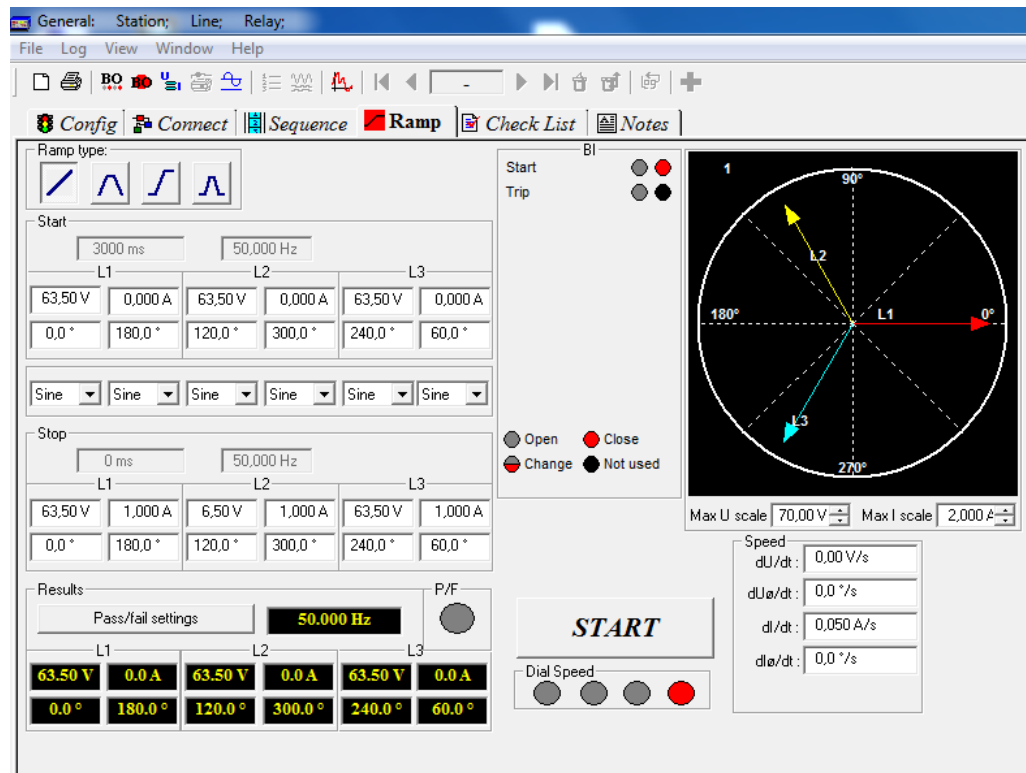 General: Station; Line; Relay;
File Log View Window Help
BO BO U -
Config Connect Sequence Ramp Check List Notes
Ramp type:
Start
3000 ms 50,000 Hz
L1 L2 L3
63,50 V 0,000 A 63,50 V 0,000 A 63,50 V 0,000 A
0,0 ° 180,0 ° 120,0 ° 300,0 ° 240,0 ° 60,0 °
Sine Sine Sine Sine Sine Sine
Stop
0 ms 50,000 Hz
L1 L2 L3
63,50 V 1,000 A 6,50 V 1,000 A 63,50 V 1,000 A
0,0 ° 180,0 ° 120,0 ° 300,0 ° 240,0 ° 60,0 °
Results P/F
Pass/fail settings 50.000 Hz
L1 L2 L3
63.50 V 0.0 A 63.50 V 0.0 A 63.50 V 0.0 A
0.0 ° 180.0 ° 120.0 ° 300.0 ° 240.0 ° 60.0 °
BI
Start
Trip
Open Close
Change Not used
1
90°
L2
180° L1 0°
L3
270°
Max U scale 70,00 V Max I scale 2,000 A
START
Dial Speed
Speed
dU/dt : 0,00 V/s
dUø/dt : 0,0 °/s
dI/dt : 0,050 A/s
dIø/dt : 0,0 °/s